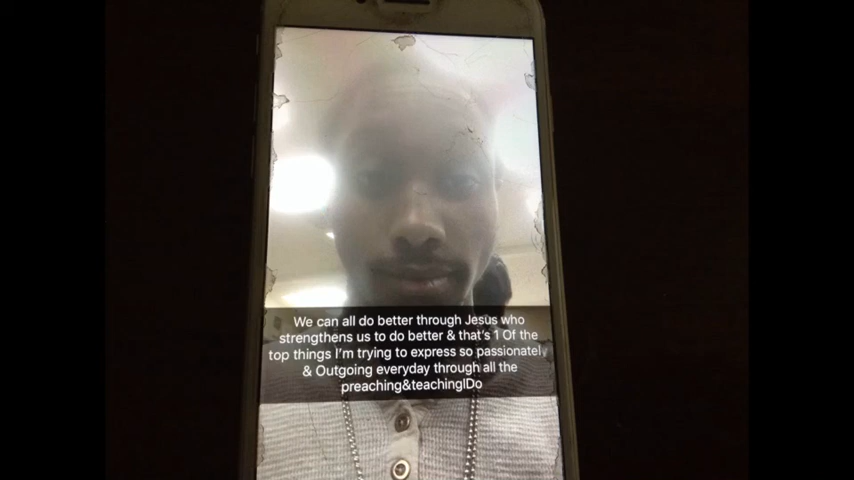 We can all do better through Jesus who
strengthens us to do better & that's 1 Of the
top things I'm trying to express so passionately
& Outgoing everyday through all the
preaching&teachingIDo